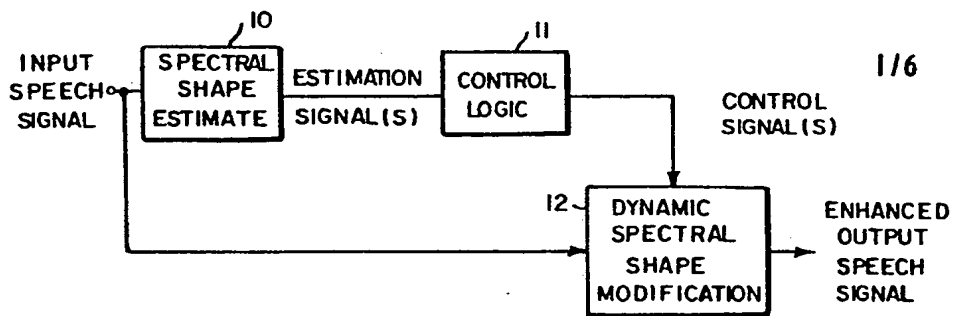 10
11
1/6
INPUT
SPEECH
SIGNAL
SPECTRAL
SHAPE
ESTIMATE
ESTIMATION
SIGNAL(S)
CONTROL
LOGIC
CONTROL
SIGNAL(S)
12
DYNAMIC
SPECTRAL
SHAPE
MODIFICATION
ENHANCED
OUTPUT
SPEECH
SIGNAL